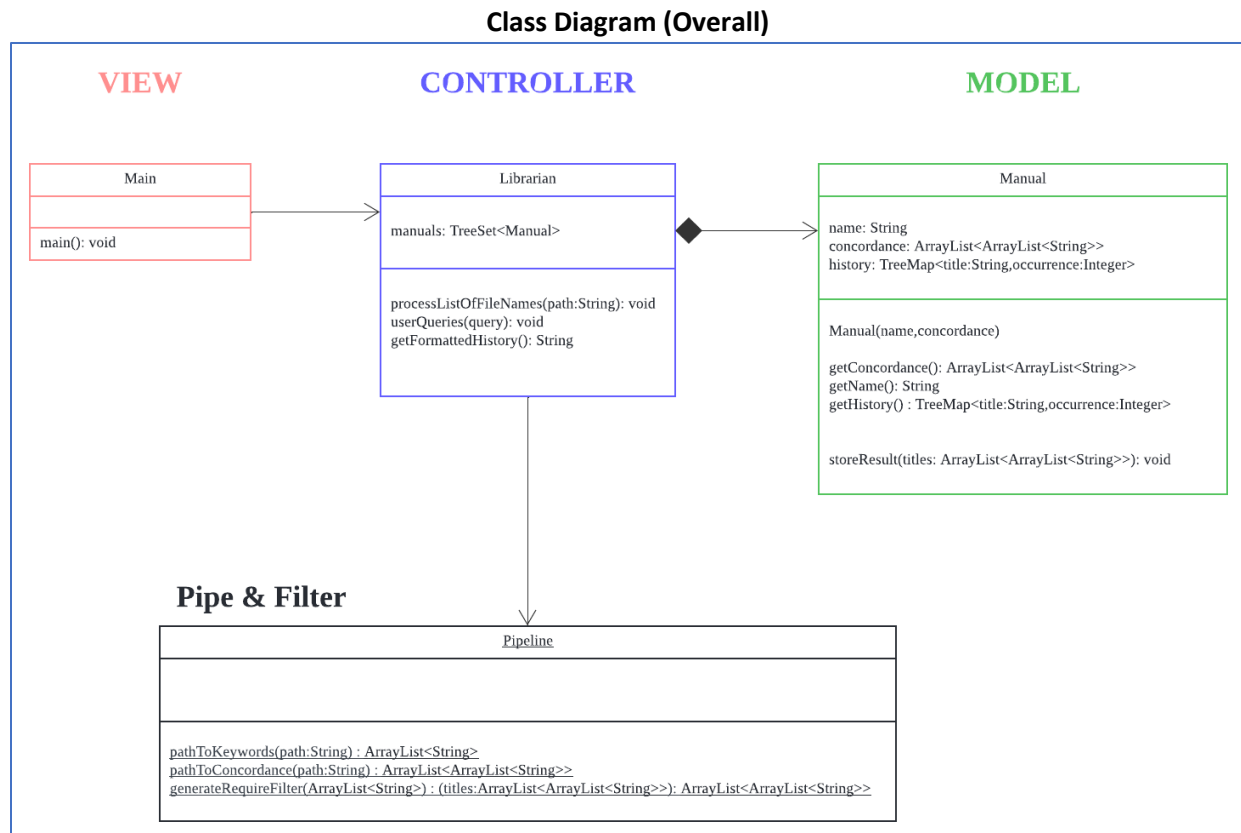 Class Diagram (Overall)
VIEW
CONTROLLER
MODEL
Main
main(): void
Librarian
manuals: TreeSet<Manual>
processListOfFileNames(path:String): void
userQueries(query): void
getFormattedHistory(): String
Manual
name: String
concordance: ArrayList<ArrayList<String>>
history: TreeMap<title:String,occurrence:Integer>
Manual(name,concordance)
getConcordance(): ArrayList<ArrayList<String>>
getName(): String
getHistory() : TreeMap<title:String,occurrence:Integer>
storeResult(titles: ArrayList<ArrayList<String>>): void
Pipe & Filter
Pipeline
pathToKeywords(path:String) : ArrayList<String>
pathToConcordance(path:String) : ArrayList<ArrayList<String>>
generateRequireFilter(ArrayList<String>) : (titles:ArrayList<ArrayList<String>>): ArrayList<ArrayList<String>>